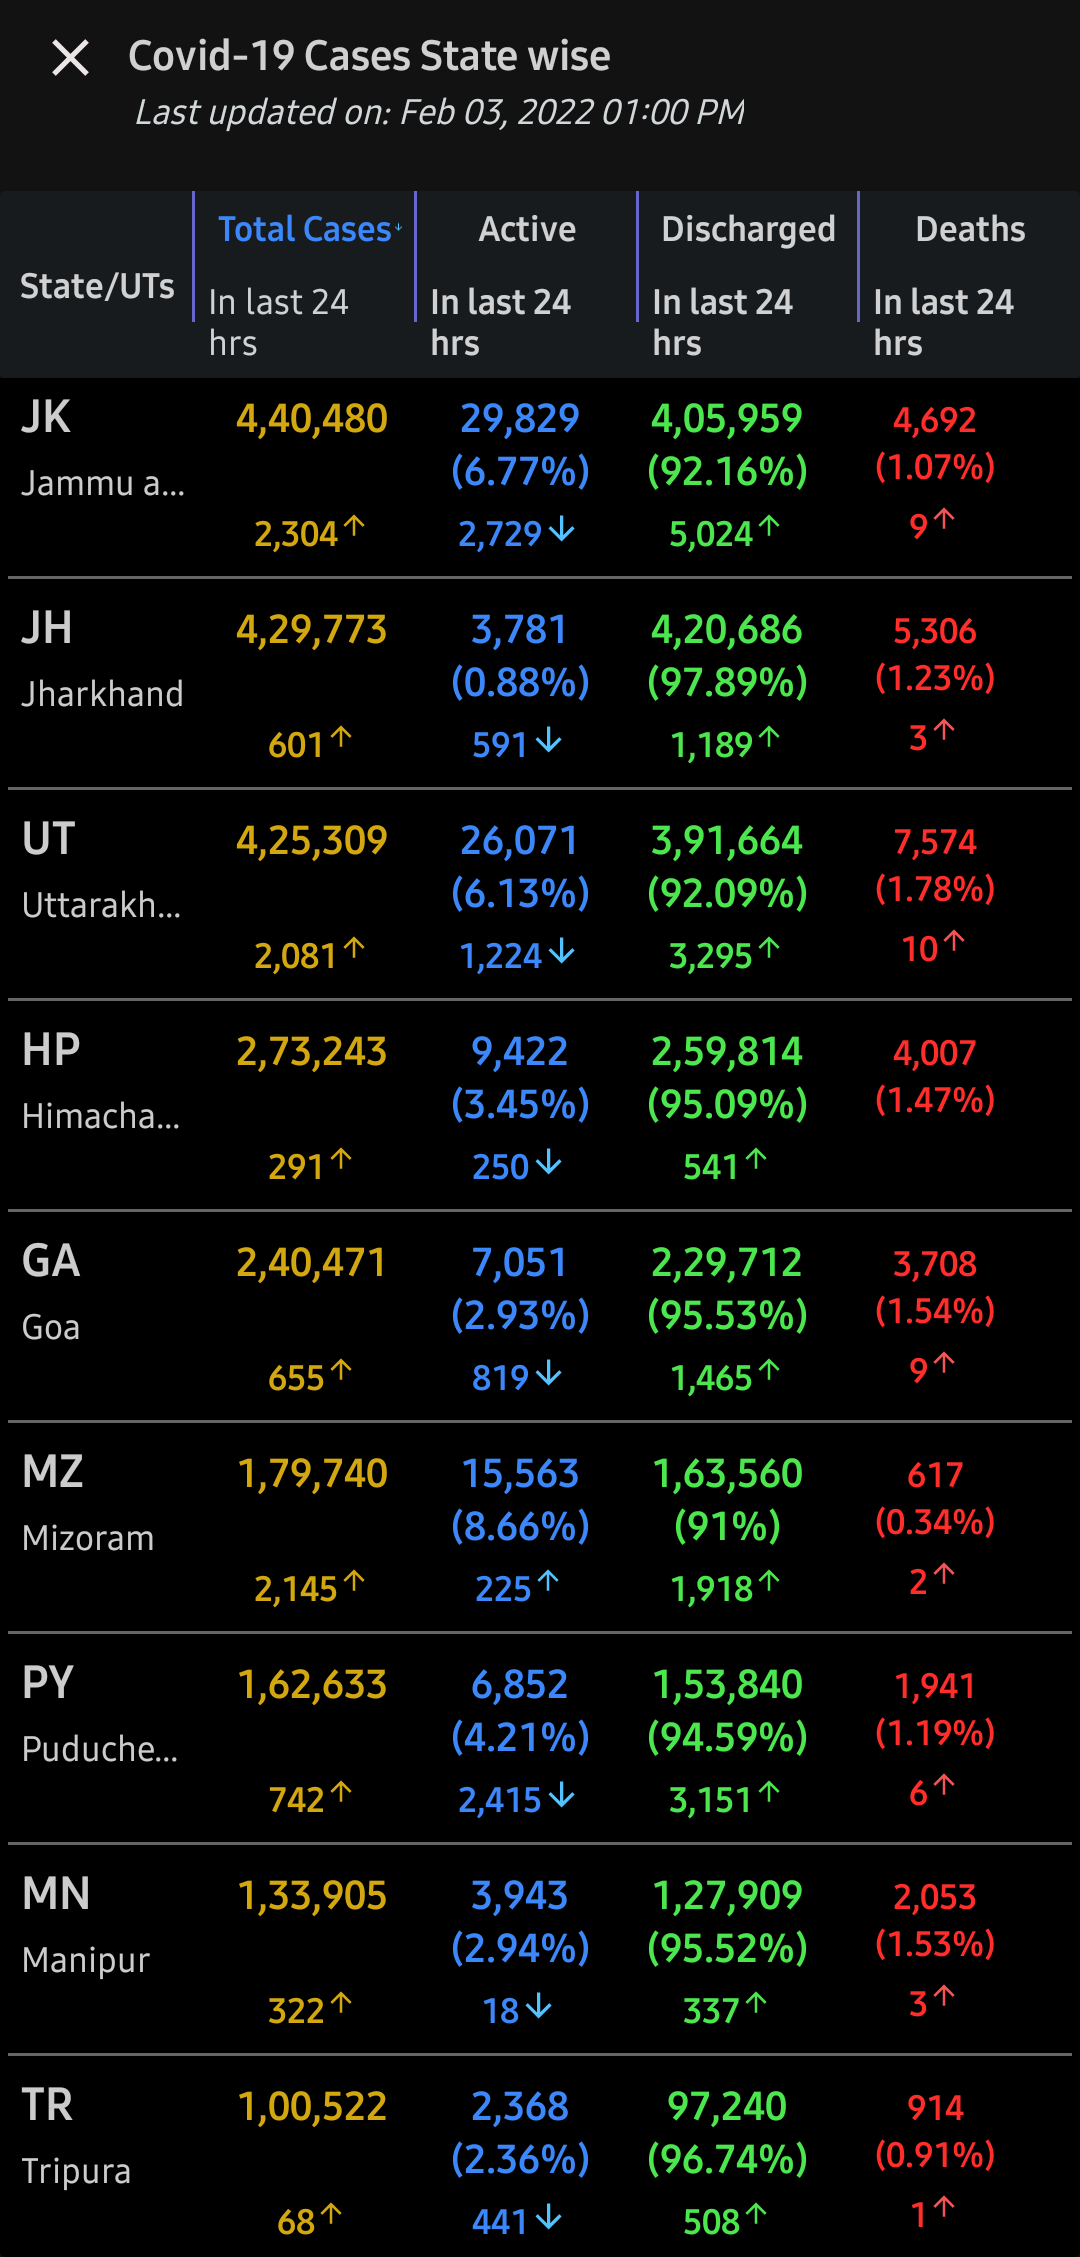 Covid-19 Cases State wise
Last updated on: Feb 03, 2022 01:00 PM
State/UTs
Total Cases↓ Active Discharged Deaths
In last 24 hrs In last 24 hrs In last 24 hrs In last 24 hrs
JK 4,40,480 29,829 4,05,959 4,692
(6.77%) (92.16%) (1.07%)
Jammu a...
2,304↑ 2,729↓ 5,024↑ 9↑
JH 4,29,773 3,781 4,20,686 5,306
(0.88%) (97.89%) (1.23%)
Jharkhand
601↑ 591↓ 1,189↑ 3↑
UT 4,25,309 26,071 3,91,664 7,574
(6.13%) (92.09%) (1.78%)
Uttarakh...
2,081↑ 1,224↓ 3,295↑ 10↑
HP 2,73,243 9,422 2,59,814 4,007
(3.45%) (95.09%) (1.47%)
Himacha...
291↑ 250↓ 541↑
GA 2,40,471 7,051 2,29,712 3,708
(2.93%) (95.53%) (1.54%)
Goa
655↑ 819↓ 1,465↑ 9↑
MZ 1,79,740 15,563 1,63,560 617
(8.66%) (91%) (0.34%)
Mizoram
2,145↑ 225↑ 1,918↑ 2↑
PY 1,62,633 6,852 1,53,840 1,941
(4.21%) (94.59%) (1.19%)
Puduche...
742↑ 2,415↓ 3,151↑ 6↑
MN 1,33,905 3,943 1,27,909 2,053
(2.94%) (95.52%) (1.53%)
Manipur
322↑ 18↓ 337↑ 3↑
TR 1,00,522 2,368 97,240 914
(2.36%) (96.74%) (0.91%)
Tripura
68↑ 441↓ 508↑ 1↑